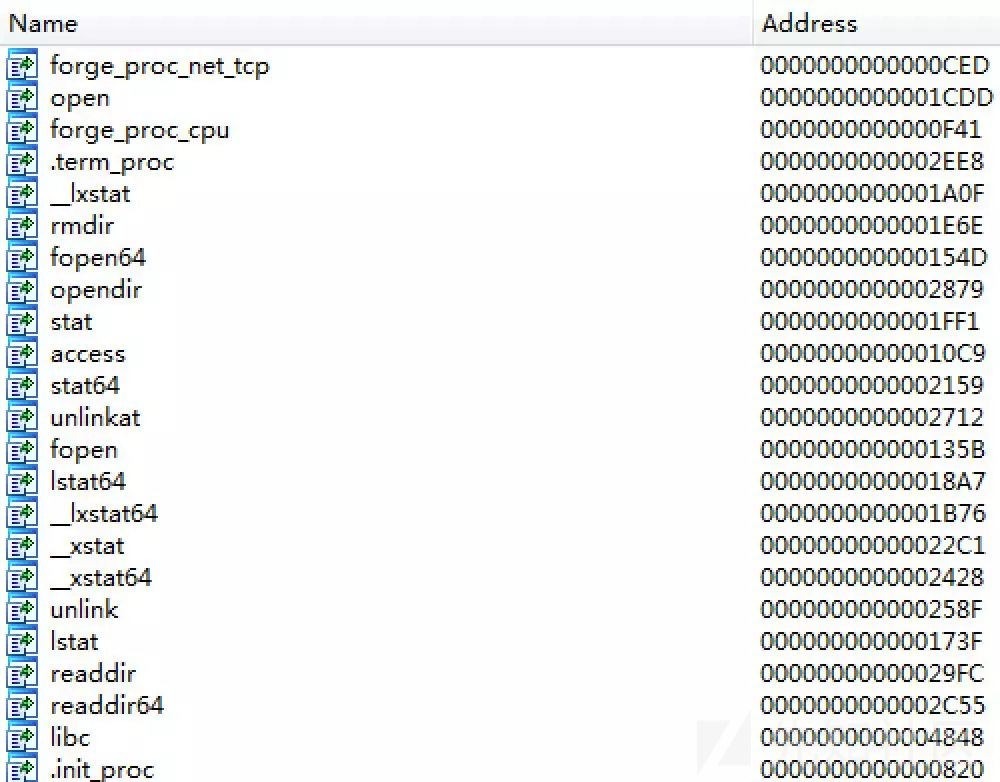 Name Address
forge_proc_net_tcp 0000000000000CED
open 0000000000001CDD
forge_proc_cpu 0000000000000F41
.term_proc 0000000000002EE8
__lxstat 0000000000001A0F
rmdir 0000000000001E6E
fopen64 000000000000154D
opendir 0000000000002879
stat 0000000000001FF1
access 00000000000010C9
stat64 0000000000002159
unlinkat 0000000000002712
fopen 000000000000135B
lstat64 00000000000018A7
__lxstat64 0000000000001B76
__xstat 00000000000022C1
__xstat64 0000000000002428
unlink 000000000000258F
lstat 000000000000173F
readdir 00000000000029FC
readdir64 0000000000002C55
libc 0000000000004848
.init_proc 0000000000000820